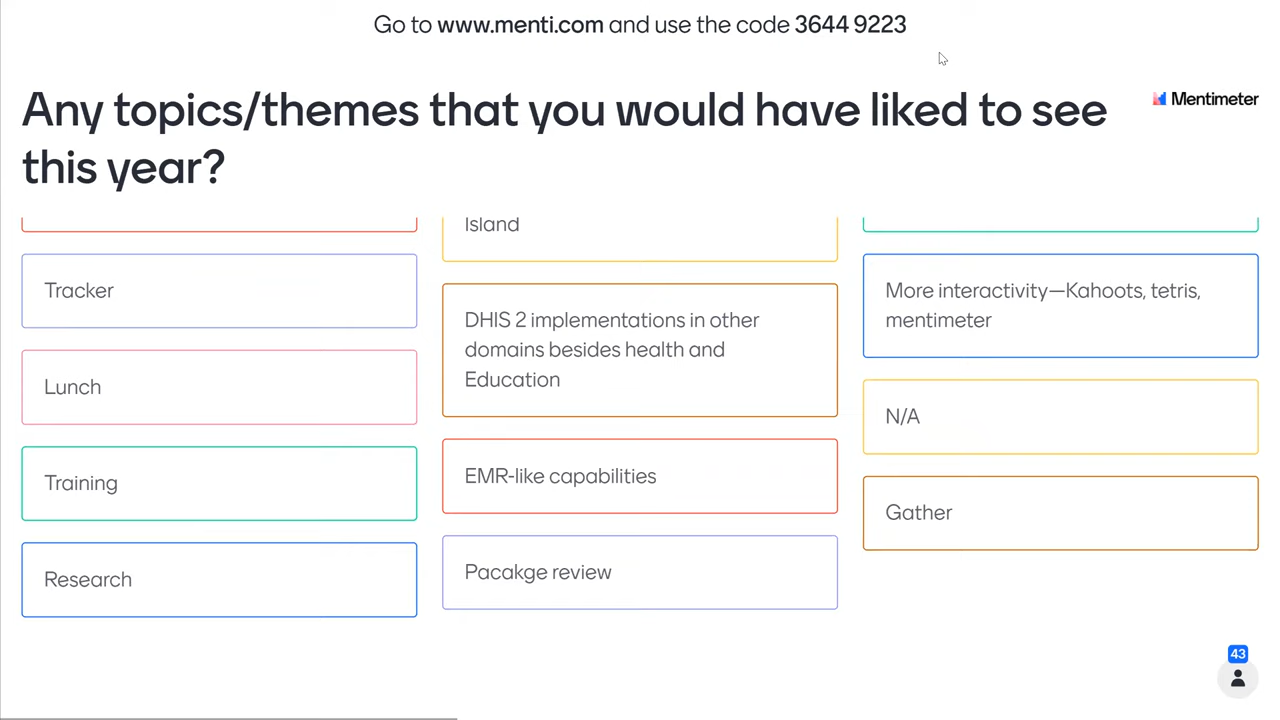 Go to www.menti.com and use the code 3644 9223
Any topics/themes that you would have liked to see
this year?
Mentimeter
Tracker
Lunch
Training
Research
Island
DHIS 2 implementations in other
domains besides health and
Education
EMR-like capabilities
Pacakge review
More interactivity—Kahoots, tetris,
mentimeter
N/A
Gather
43